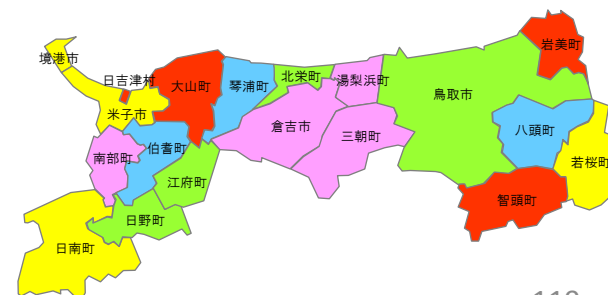 岩美町
境港市
日吉津村
大山町
琴浦町
北栄町
湯梨浜町
鳥取市
米子市
倉吉市
三朝町
八頭町
南部町
伯耆町
若桜町
江府町
智頭町
日野町
日南町